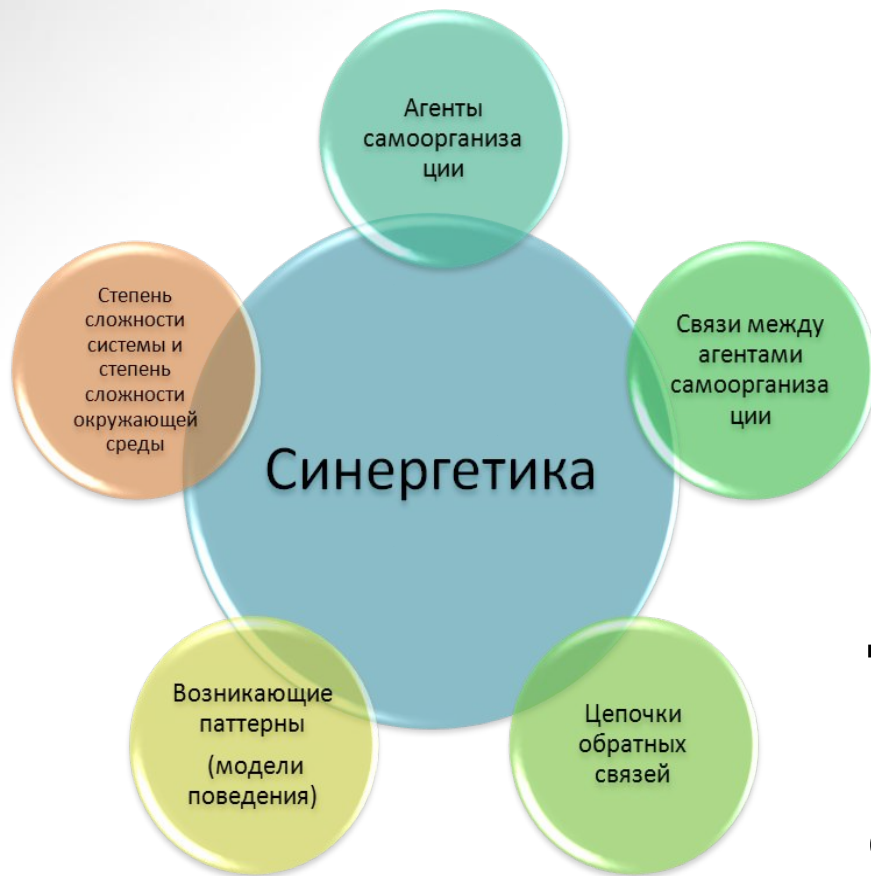 Агенты
самоорганиза
ции
Степень
сложности
системы и
степень
сложности
окружающей
среды
Связи между
агентами
самоорганиза
ции
Синергетика
Возникающие
паттерны
(модели
поведения)
Цепочки
обратных
связей